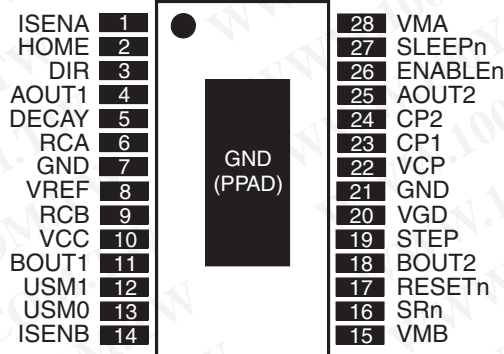 ISENA 1 28 VMA
HOME 2 27 SLEEPn
DIR 3 26 ENABLEn
AOUT1 4 25 AOUT2
DECAY 5 24 CP2
RCA 6 23 CP1
GND 7 22 VCP
GND
(PPAD)
VREF 8 21 GND
RCB 9 20 VGD
VCC 10 19 STEP
BOUT1 11 18 BOUT2
USM1 12 17 RESETn
USM0 13 16 SRn
ISENB 14 15 VMB